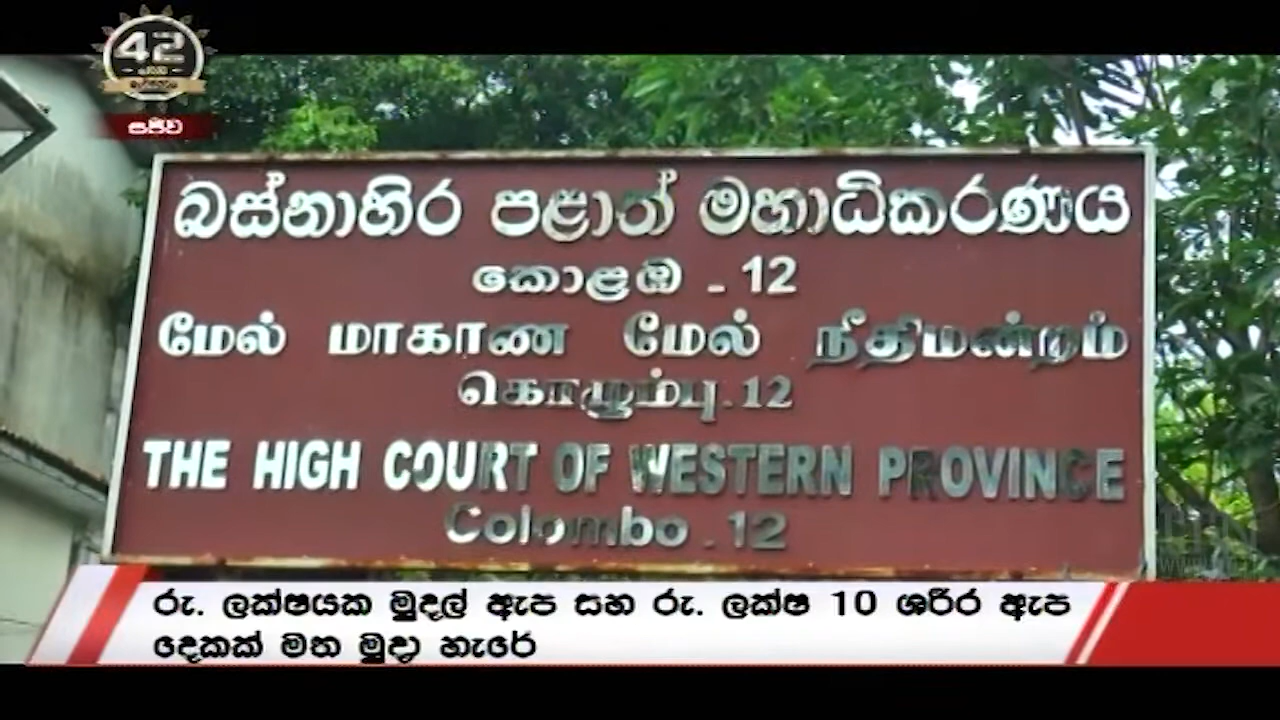 42
සජීව
බස්නාහිර පළාත් මහාධිකරණය
කොළඹ - 12
மேல் மாகாண மேல் நீதிமன்றம்
கொழும்பு.12
THE HIGH COURT OF WESTERN PROVINCE
Colombo . 12
රු. ලක්ෂයක මුදල් ඇප සහ රු. ලක්ෂ 10 ශරීර ඇප
දෙකක් මත මුදා හැරේ